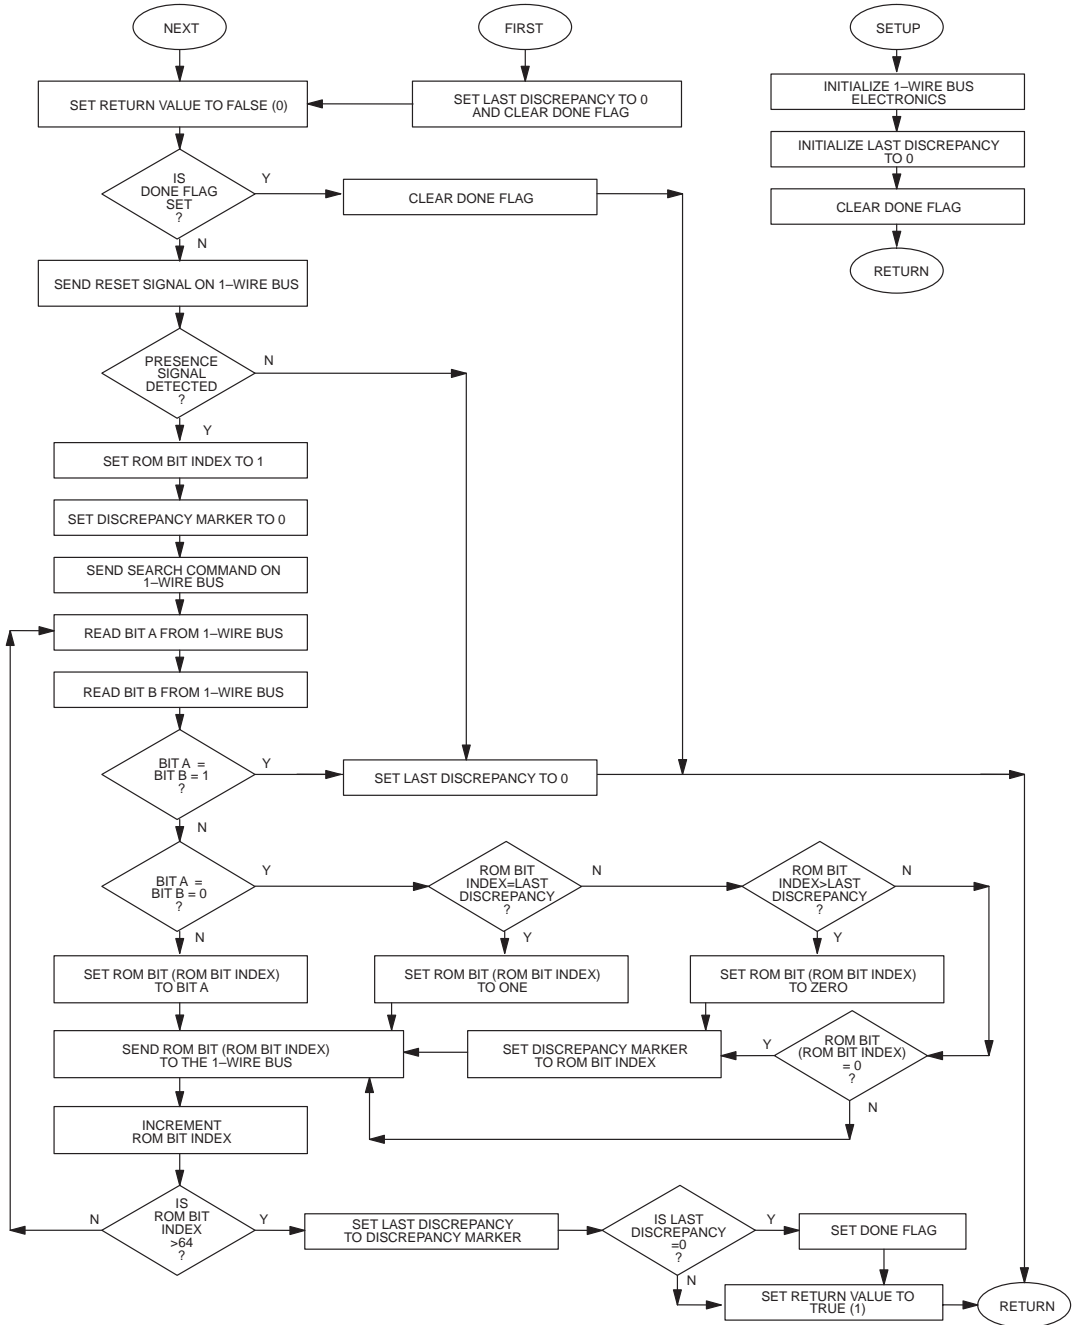 NEXT
FIRST
SETUP
SET RETURN VALUE TO FALSE (0)
SET LAST DISCREPANCY TO 0
AND CLEAR DONE FLAG
INITIALIZE 1–WIRE BUS
ELECTRONICS
INITIALIZE LAST DISCREPANCY
TO 0
IS
DONE FLAG
SET
?
Y
N
CLEAR DONE FLAG
CLEAR DONE FLAG
RETURN
SEND RESET SIGNAL ON 1–WIRE BUS
PRESENCE
SIGNAL
DETECTED
?
N
Y
SET ROM BIT INDEX TO 1
SET DISCREPANCY MARKER TO 0
SEND SEARCH COMMAND ON
1–WIRE BUS
READ BIT A FROM 1–WIRE BUS
READ BIT B FROM 1–WIRE BUS
BIT A =
BIT B = 1
?
Y
N
SET LAST DISCREPANCY TO 0
BIT A =
BIT B = 0
?
Y
N
ROM BIT
INDEX=LAST
DISCREPANCY
?
N
Y
ROM BIT
INDEX>LAST
DISCREPANCY
?
N
Y
SET ROM BIT (ROM BIT INDEX)
TO BIT A
SET ROM BIT (ROM BIT INDEX)
TO ONE
SET ROM BIT (ROM BIT INDEX)
TO ZERO
SEND ROM BIT (ROM BIT INDEX)
TO THE 1–WIRE BUS
SET DISCREPANCY MARKER
TO ROM BIT INDEX
Y
ROM BIT
(ROM BIT INDEX)
= 0
?
N
INCREMENT
ROM BIT INDEX
N
IS
ROM BIT
INDEX
>64
?
Y
SET LAST DISCREPANCY
TO DISCREPANCY MARKER
IS LAST
DISCREPANCY
=0
?
Y
N
SET DONE FLAG
SET RETURN VALUE TO
TRUE (1)
RETURN